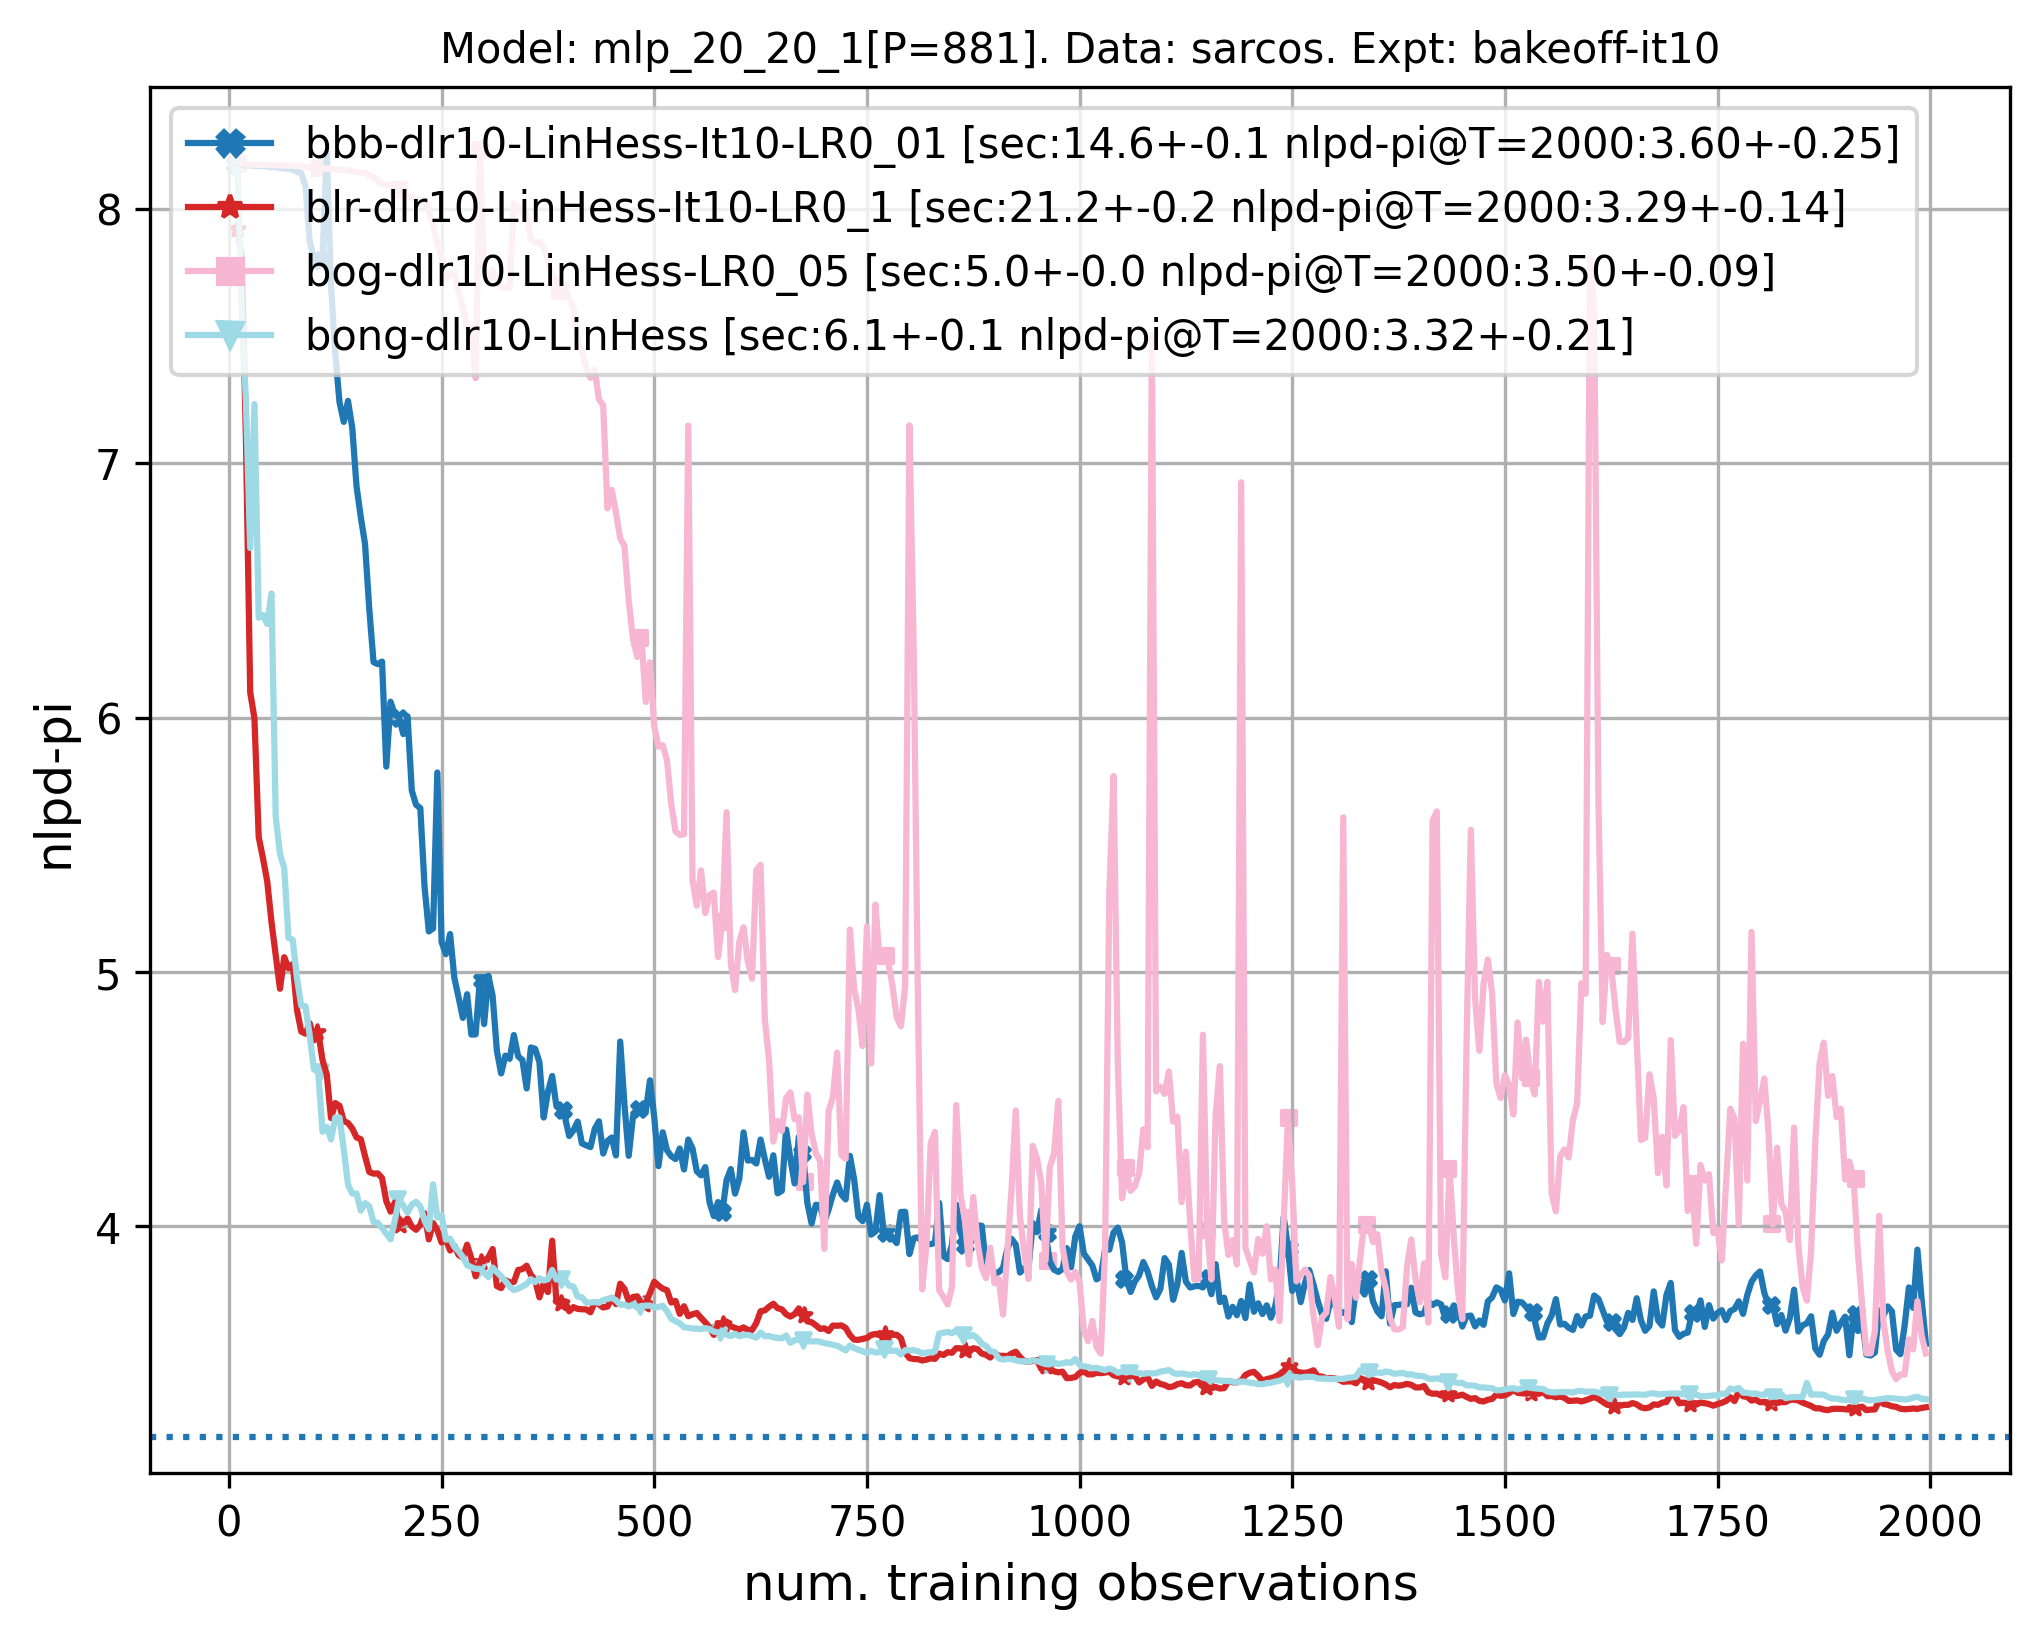 Model: mlp_20_20_1[P=881]. Data: sarcos. Expt: bakeoff-it10
bbb-dlr10-LinHess-It10-LR0_01 [sec:14.6+-0.1 nlpd-pi@T=2000:3.60+-0.25]
blr-dlr10-LinHess-It10-LR0_1 [sec:21.2+-0.2 nlpd-pi@T=2000:3.29+-0.14]
bog-dlr10-LinHess-LR0_05 [sec:5.0+-0.0 nlpd-pi@T=2000:3.50+-0.09]
bong-dlr10-LinHess [sec:6.1+-0.1 nlpd-pi@T=2000:3.32+-0.21]
8
7
6
5
4
nlpd-pi
0 250 500 750 1000 1250 1500 1750 2000
num. training observations